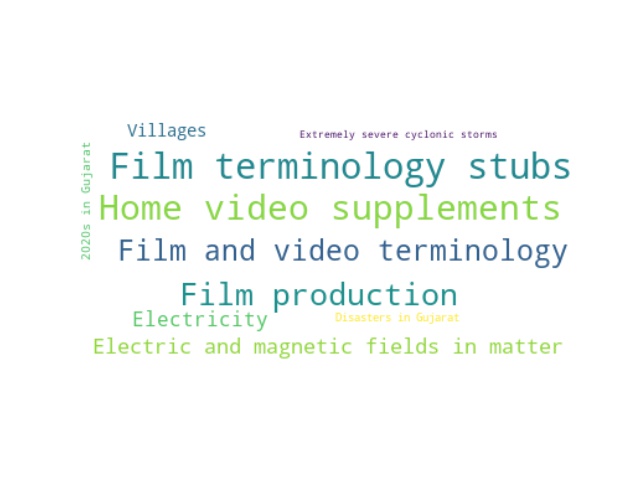 Villages
Extremely severe cyclonic storms
Film terminology stubs
2020s in Gujarat
Home video supplements
Film and video terminology
Film production
Electricity
Disasters in Gujarat
Electric and magnetic fields in matter